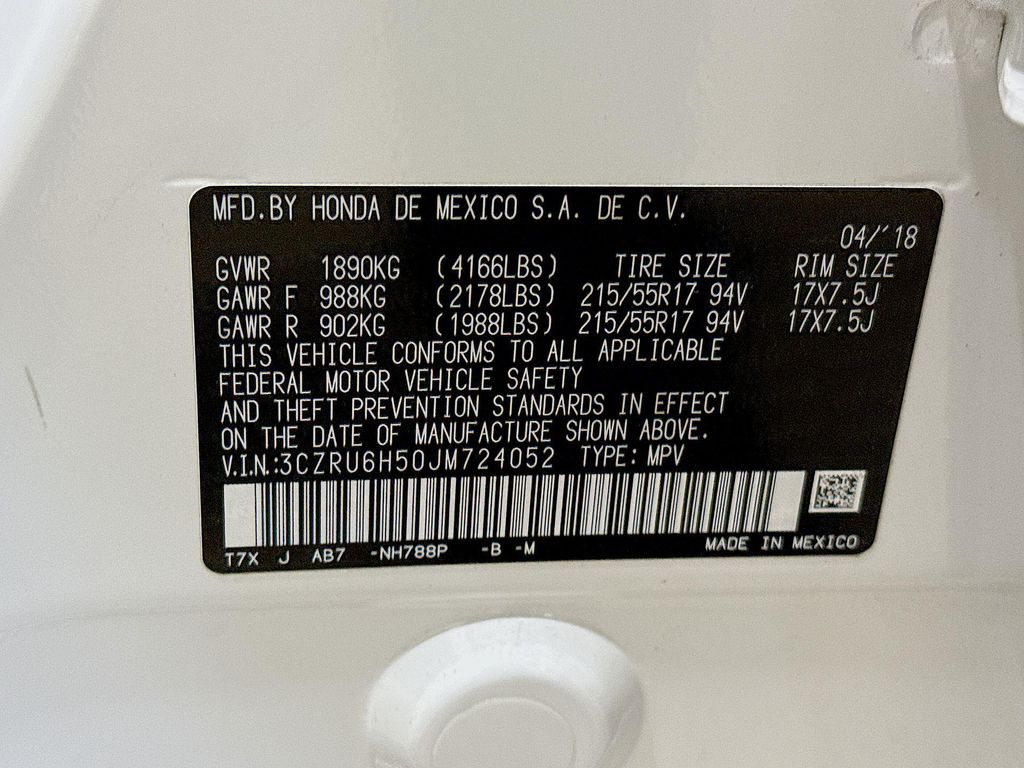 MFD.BY HONDA DE MEXICO S.A. DE C.V.
04/'18
GVWR 1890KG (4166LBS) TIRE SIZE RIM SIZE
GAWR F 988KG (2178LBS) 215/55R17 94V 17X7.5J
GAWR R 902KG (1988LBS) 215/55R17 94V 17X7.5J
THIS VEHICLE CONFORMS TO ALL APPLICABLE
FEDERAL MOTOR VEHICLE SAFETY
AND THEFT PREVENTION STANDARDS IN EFFECT
ON THE DATE OF MANUFACTURE SHOWN ABOVE.
V.I.N.:3CZRU6H50JM724052 TYPE: MPV
T7X J AB7 -NH788P -B -M MADE IN MEXICO